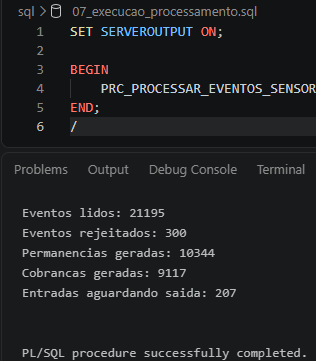 sql > 07_execucao_processamento.sql
1 SET SERVEROUTPUT ON;
2
3 BEGIN
4 PRC_PROCESSAR_EVENTOS_SENSOR
5 END;
6 /
Problems Output Debug Console Terminal
Eventos lidos: 21195
Eventos rejeitados: 300
Permanencias geradas: 10344
Cobrancas geradas: 9117
Entradas aguardando saida: 207
PL/SQL procedure successfully completed.